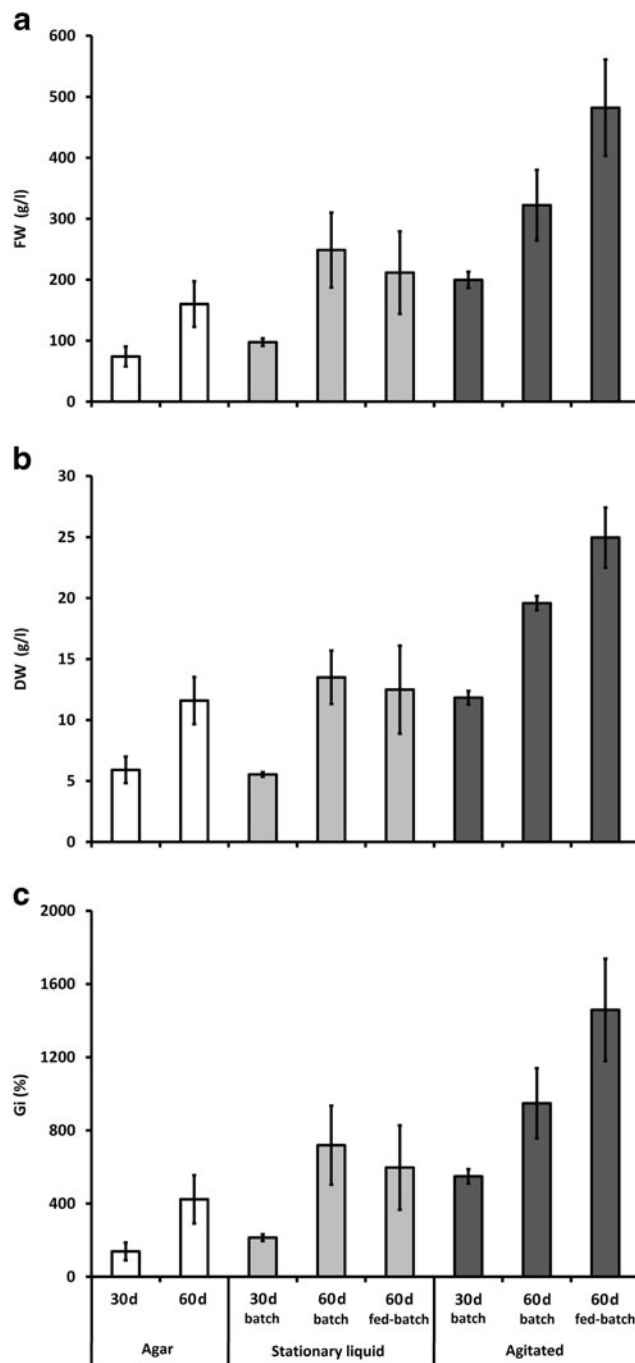 a
600
500
400
300
200
100
0
FW (g/l)
b
30
25
20
15
10
5
0
DW (g/l)
c
2000
1600
1200
800
400
0
Gi (%)
30d 60d 30d 60d 60d 30d 60d 60d
batch batch fed-batch batch batch fed-batch
Agar Stationary liquid Agitated